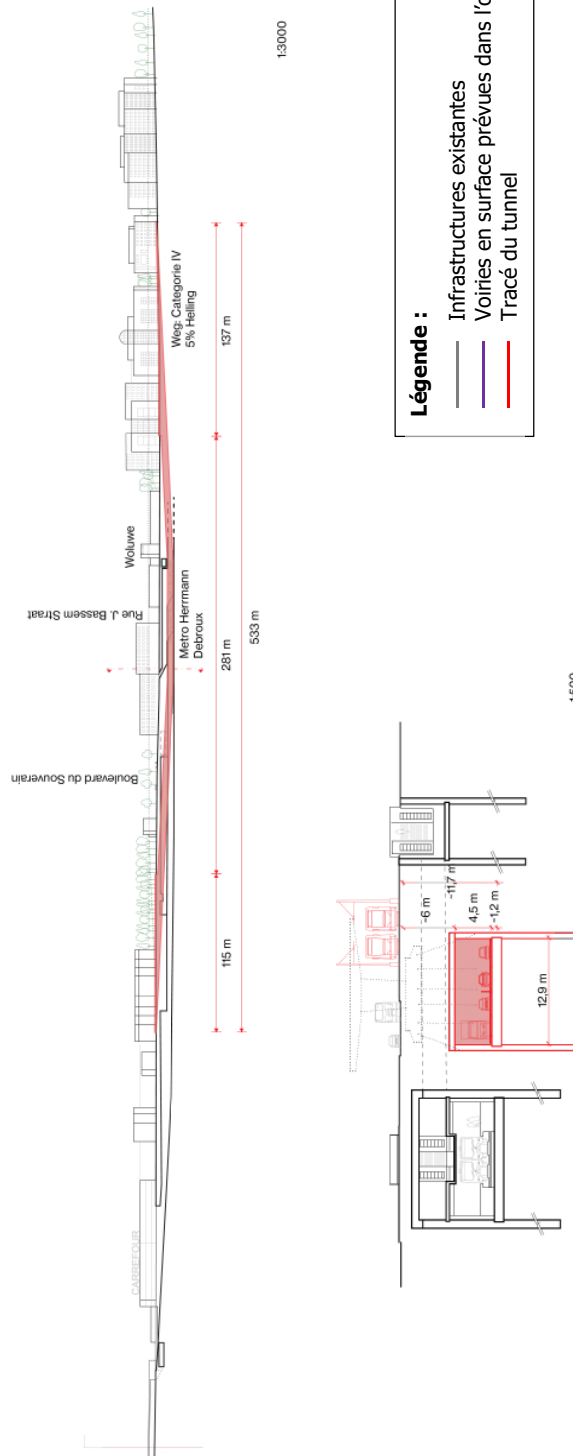 Boulevard du Souverain
Rue J. Bassem Straat
Woluwe
CARREFOUR
Metro Herrmann
Debroux
Weg: Categorie IV
5% Helling
115 m
281 m
137 m
533 m
1:3000
-6 m
-11,7 m
4,5 m
-1,2 m
12,9 m
Légende :
Infrastructures existantes
Voiries en surface prévues dans l'o
Tracé du tunnel